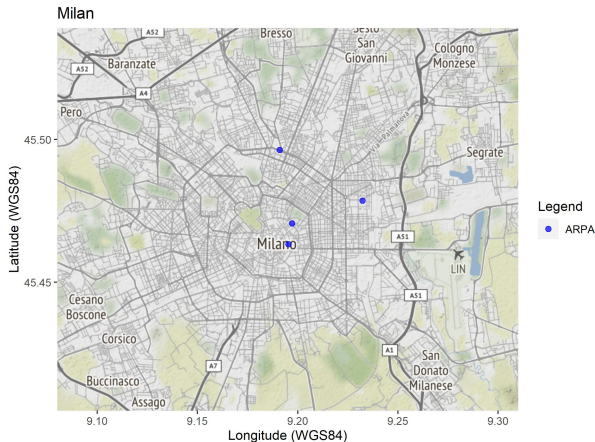 Milan
A52
Bresso
Sesto
San
Giovanni
A52
Baranzate
Cologno
Monzese
A4
Pero
Via Palmanova
45.50
Segrate
Latitude (WGS84)
Legend
ARPA
Milano
A51
LIN
45.45
A51
Cesano
Boscone
Corsico
A7
A1
San
Donato
Milanese
Buccinasco
Assago
9.10
9.15
9.20
9.25
9.30
Longitude (WGS84)